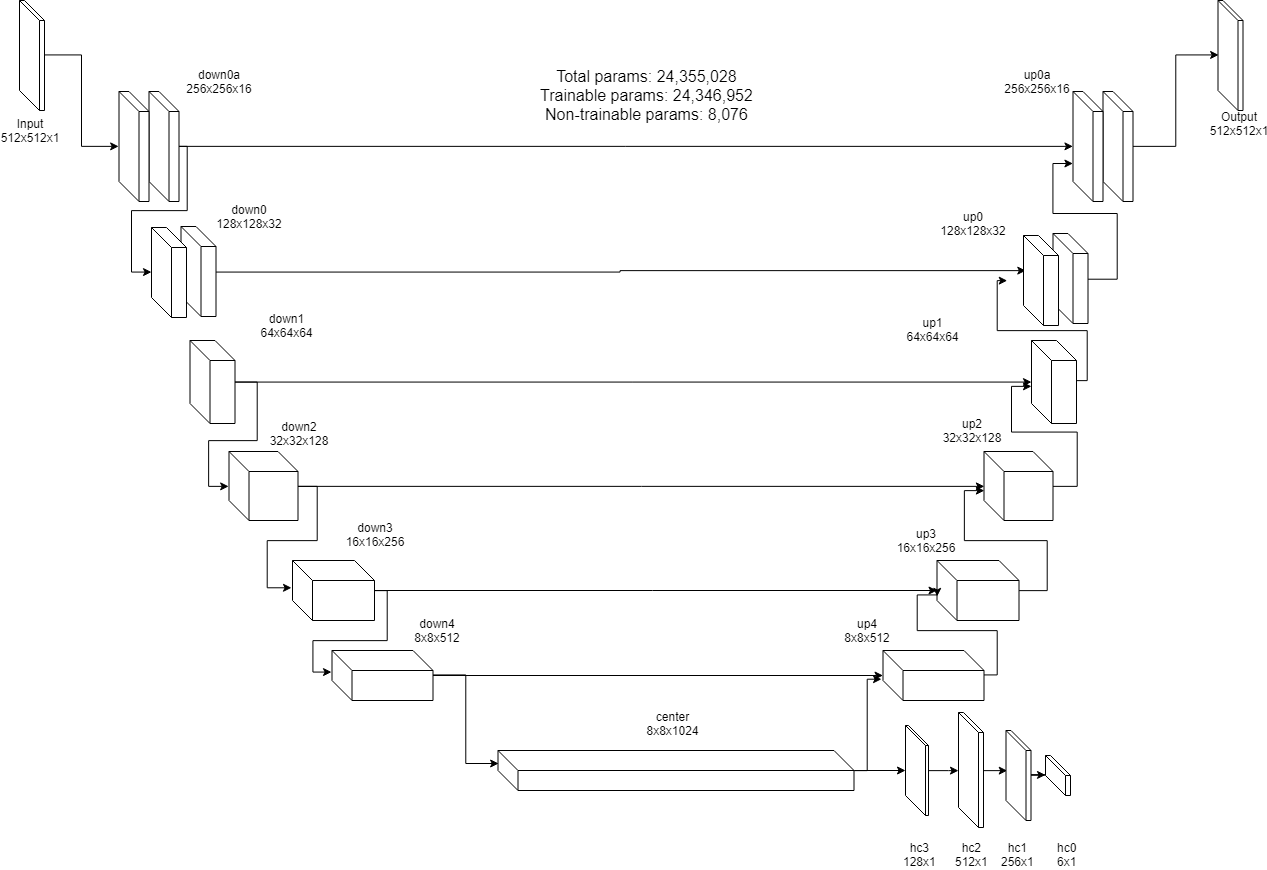 down0a
256x256x16
Total params: 24,355,028
Trainable params: 24,346,952
Non-trainable params: 8,076
up0a
256x256x16
Input
512x512x1
Output
512x512x1
down0
128x128x32
up0
128x128x32
down1
64x64x64
up1
64x64x64
down2
32x32x128
up2
32x32x128
down3
16x16x256
up3
16x16x256
down4
8x8x512
up4
8x8x512
center
8x8x1024
hc3
128x1
hc2
512x1
hc1
256x1
hc0
6x1